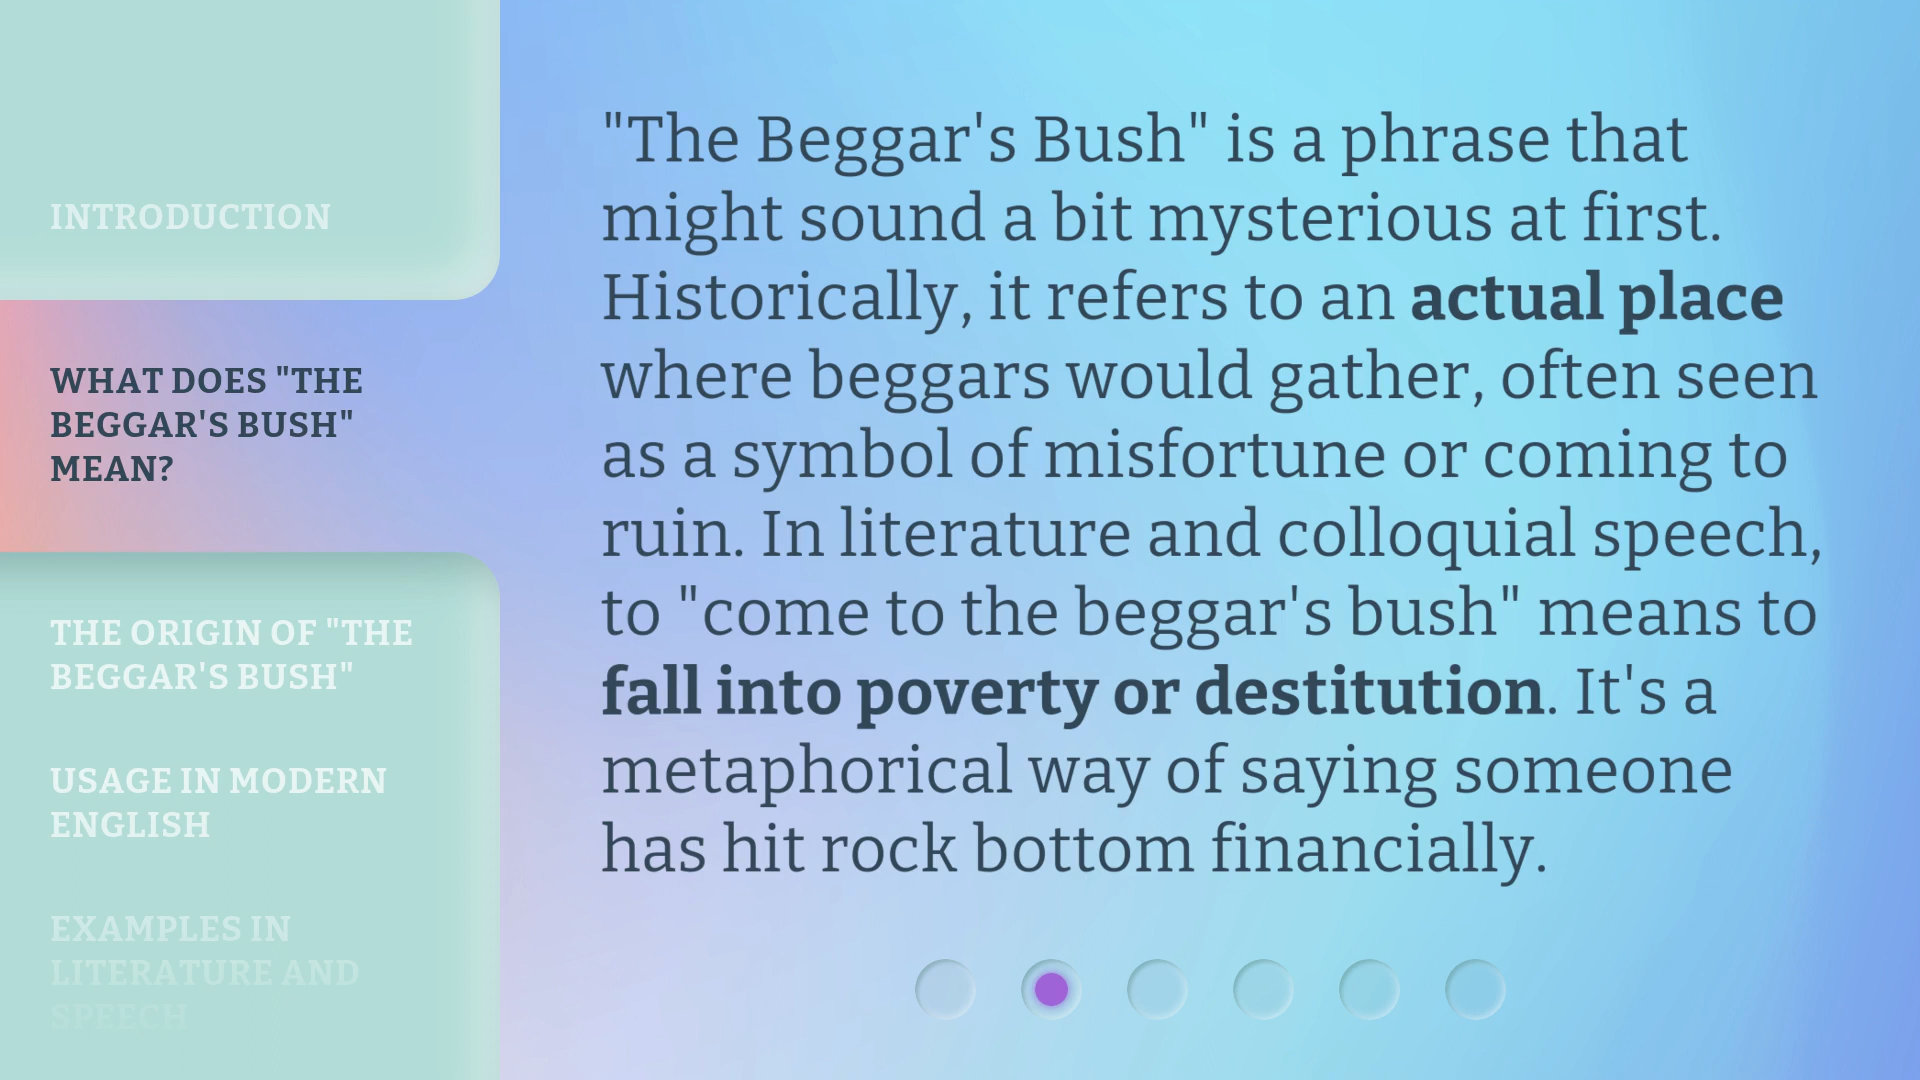 INTRODUCTION
WHAT DOES "THE
BEGGAR'S BUSH"
MEAN?
THE ORIGIN OF "THE
BEGGAR'S BUSH"
USAGE IN MODERN
ENGLISH
EXAMPLES IN
LITERATURE AND
SPEECH
"The Beggar's Bush" is a phrase that
might sound a bit mysterious at first.
Historically, it refers to an actual place
where beggars would gather, often seen
as a symbol of misfortune or coming to
ruin. In literature and colloquial speech,
to "come to the beggar's bush" means to
fall into poverty or destitution. It's a
metaphorical way of saying someone
has hit rock bottom financially.